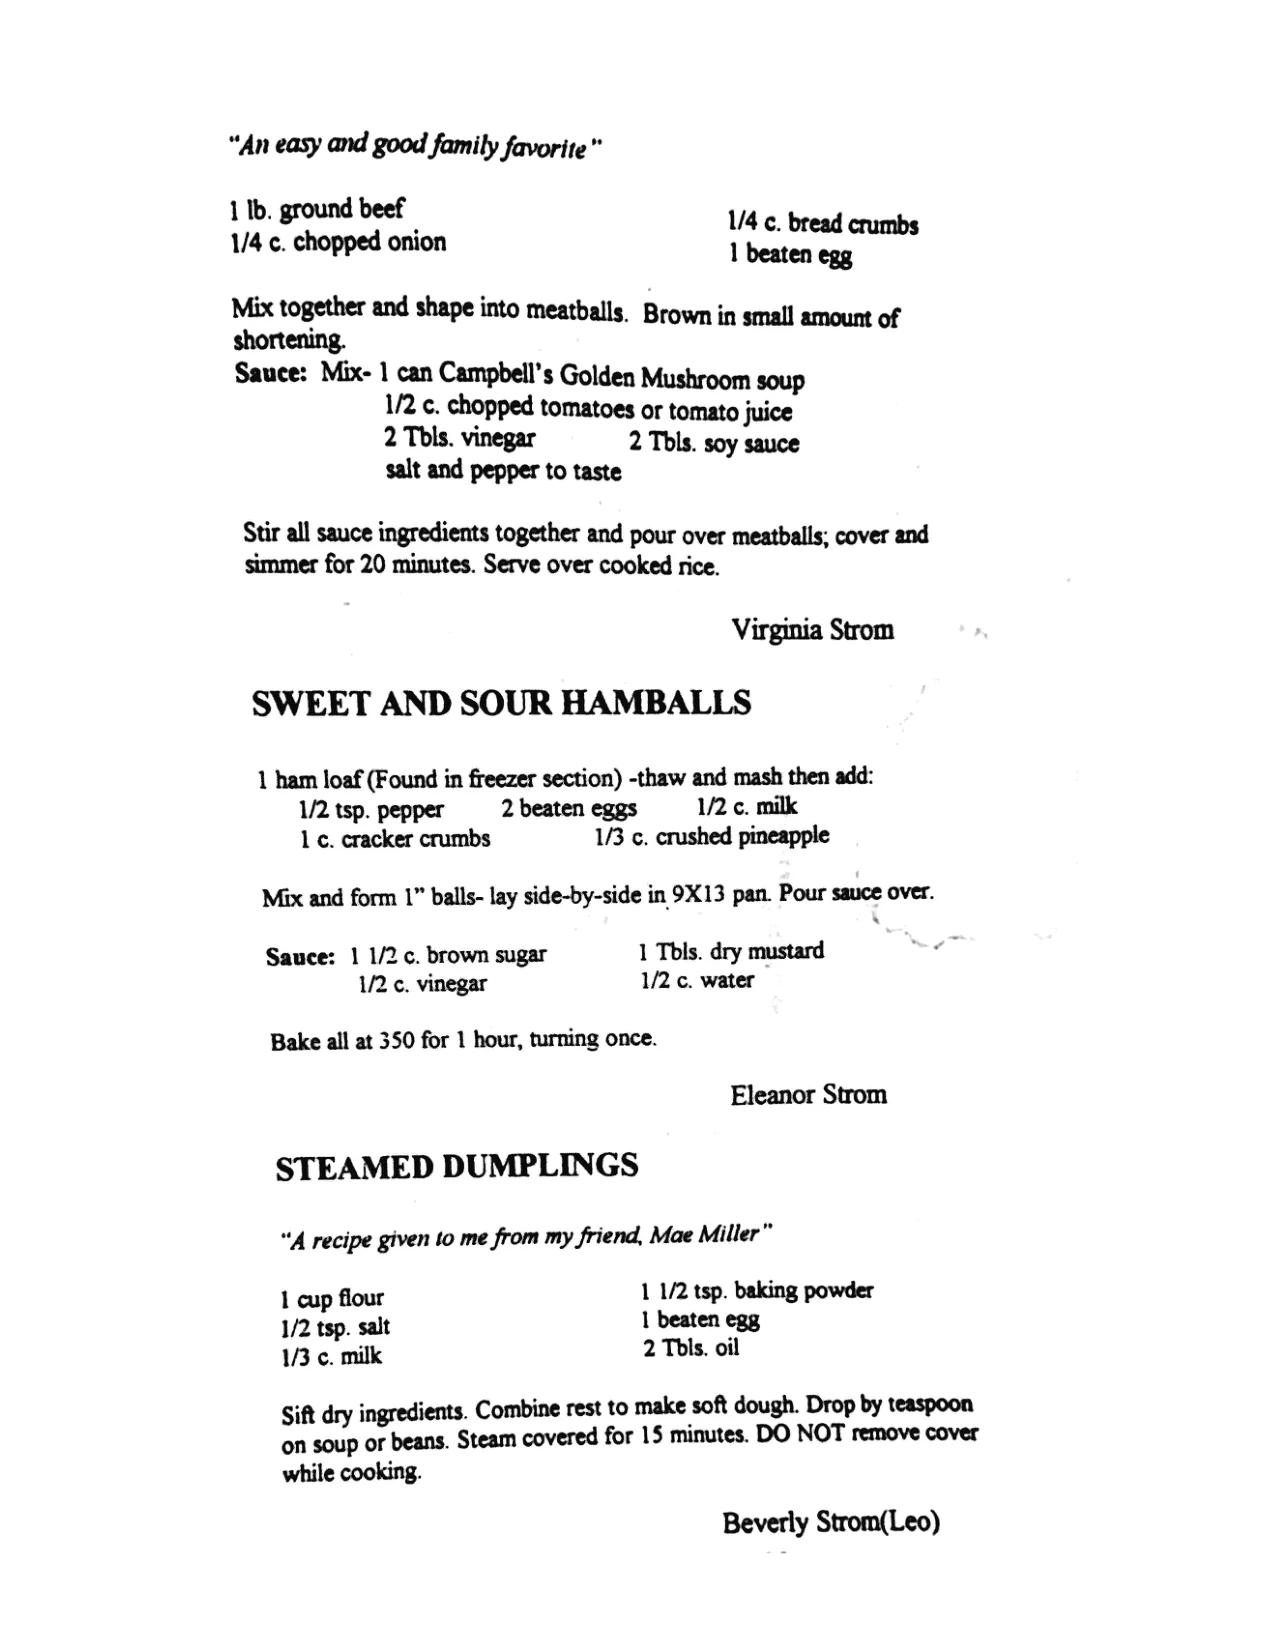 "An easy and good family favorite"
1 lb. ground beef 1/4 c. bread crumbs
1/4 c. chopped onion 1 beaten egg
Mix together and shape into meatballs. Brown in small amount of
shortening.
Sauce: Mix- 1 can Campbell's Golden Mushroom soup
1/2 c. chopped tomatoes or tomato juice
2 Tbls. vinegar 2 Tbls. soy sauce
salt and pepper to taste
Stir all sauce ingredients together and pour over meatballs; cover and
simmer for 20 minutes. Serve over cooked rice.
Virginia Strom
SWEET AND SOUR HAMBALLS
1 ham loaf (Found in freezer section) -thaw and mash then add:
1/2 tsp. pepper 2 beaten eggs 1/2 c. milk
1 c. cracker crumbs 1/3 c. crushed pineapple
Mix and form 1" balls- lay side-by-side in 9X13 pan. Pour sauce over.
Sauce: 1 1/2 c. brown sugar 1 Tbls. dry mustard
1/2 c. vinegar 1/2 c. water
Bake all at 350 for 1 hour, turning once.
Eleanor Strom
STEAMED DUMPLINGS
"A recipe given to me from my friend, Mae Miller"
1 cup flour 1 1/2 tsp. baking powder
1/2 tsp. salt 1 beaten egg
1/3 c. milk 2 Tbls. oil
Sift dry ingredients. Combine rest to make soft dough. Drop by teaspoon
on soup or beans. Steam covered for 15 minutes. DO NOT remove cover
while cooking.
Beverly Strom(Leo)